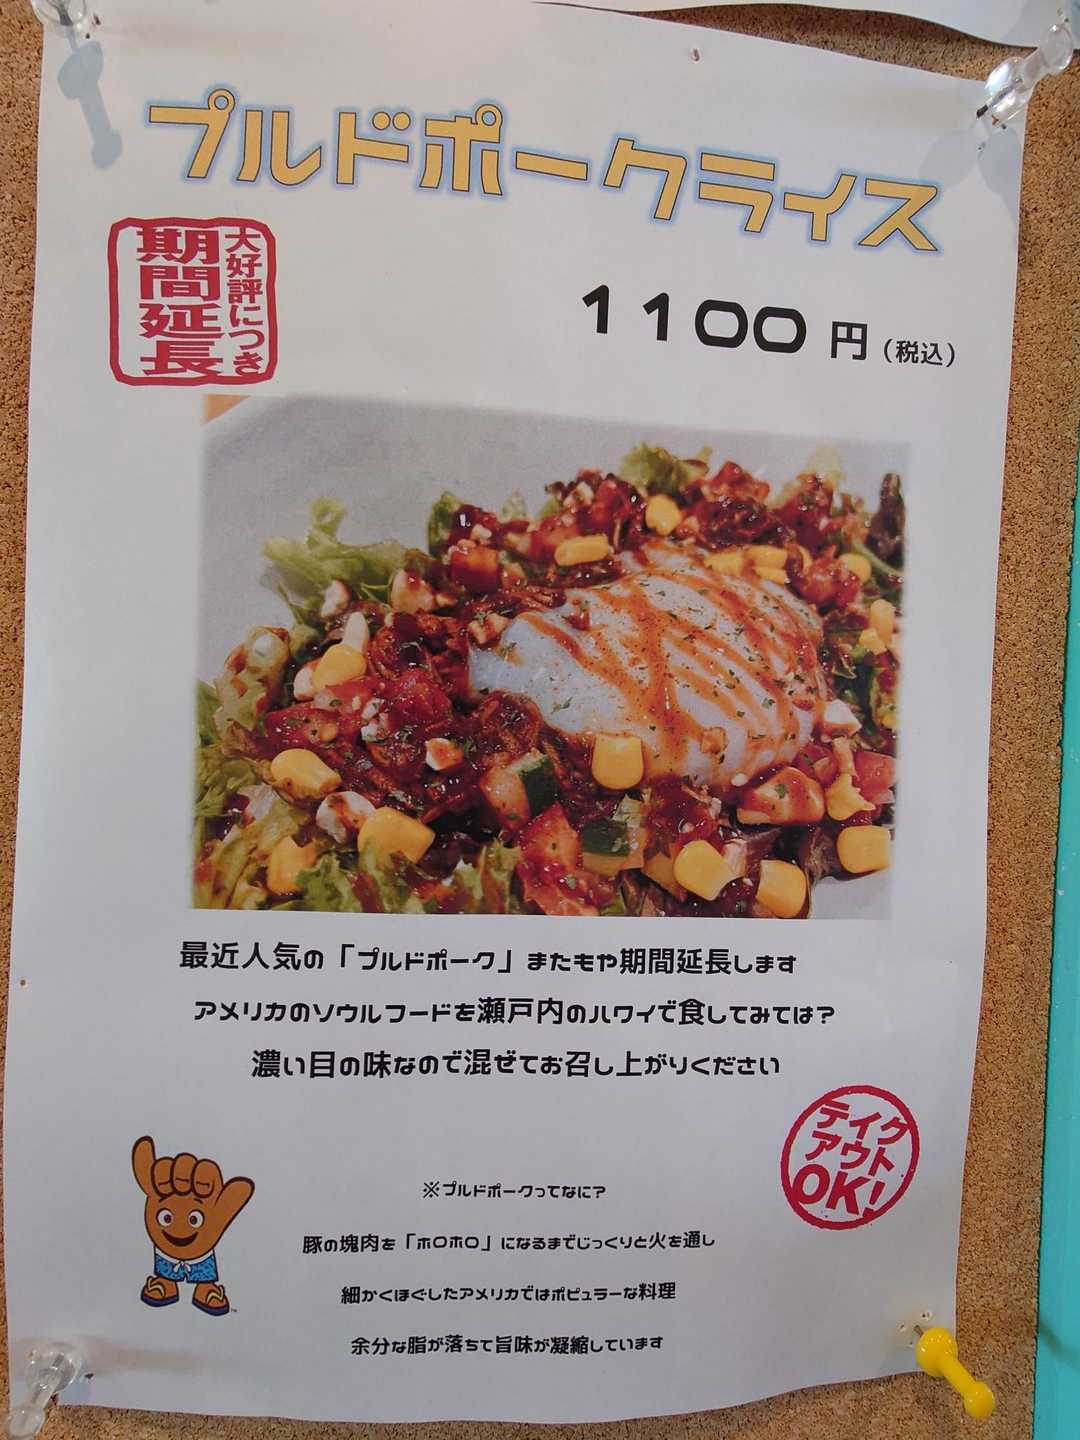 プルドポークライス
大好評につき
期間延長
1100円(税込)
最近人気の「プルドポーク」またもや期間延長します
アメリカのソウルフードを瀬戸内のハワイで食してみては?
濃い目の味なので混ぜてお召し上がりください
テイク
アウト
OK!
※プルドポークってなに?
豚の塊肉を「ホロホロ」になるまでじっくりと火を通し
細かくほぐしたアメリカではポピュラーな料理
余分な脂が落ちて旨味が凝縮しています